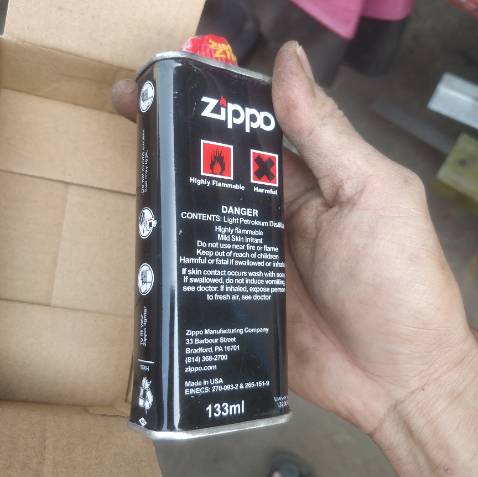 zippo
Highly Flammable
Harmful
DANGER
CONTENTS: Light Petroleum
Highly flammable
Mild Skin Irritant
Do not use near fire or flame
Keep out of reach of children
Harmful or fatal if swallowed or
If skin contact occurs wash with
If swallowed, do not induce vomiting,
see doctor. If inhaled, expose
to fresh air, see doctor
Zippo Manufacturing Company
33 Barbour Street
Bradford, PA 16701
(814) 368-2700
zippo.com
Made in USA
EINECS: 270-093-2 & 265-151-9
133ml